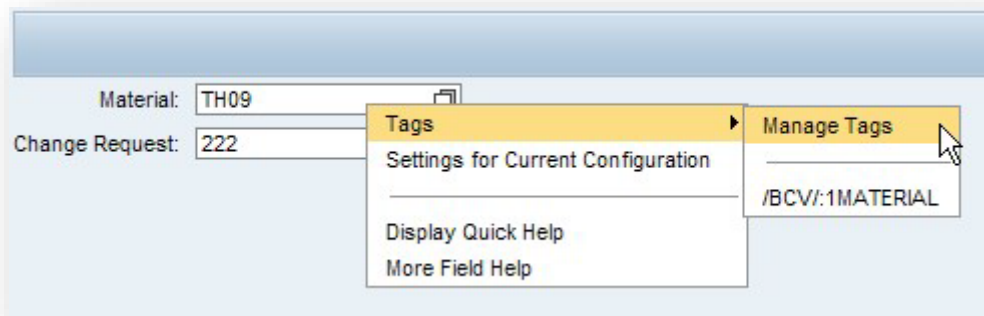 Material: TH09
Change Request: 222
Tags
Settings for Current Configuration
Display Quick Help
More Field Help
Manage Tags
/BCV/:1MATERIAL